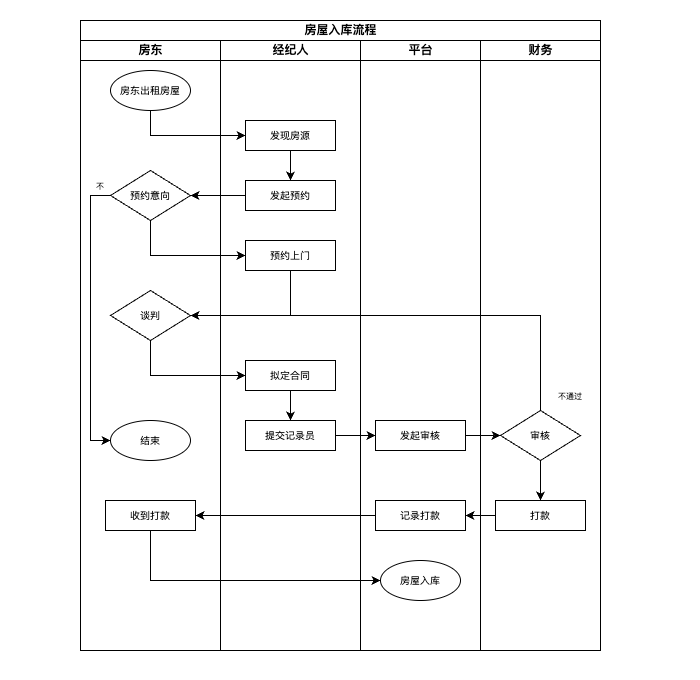 房屋入库流程
房东
经纪人
平台
财务
房东出租房屋
发现房源
不
预约意向
发起预约
预约上门
谈判
拟定合同
不通过
结束
提交记录员
发起审核
审核
收到打款
记录打款
打款
房屋入库